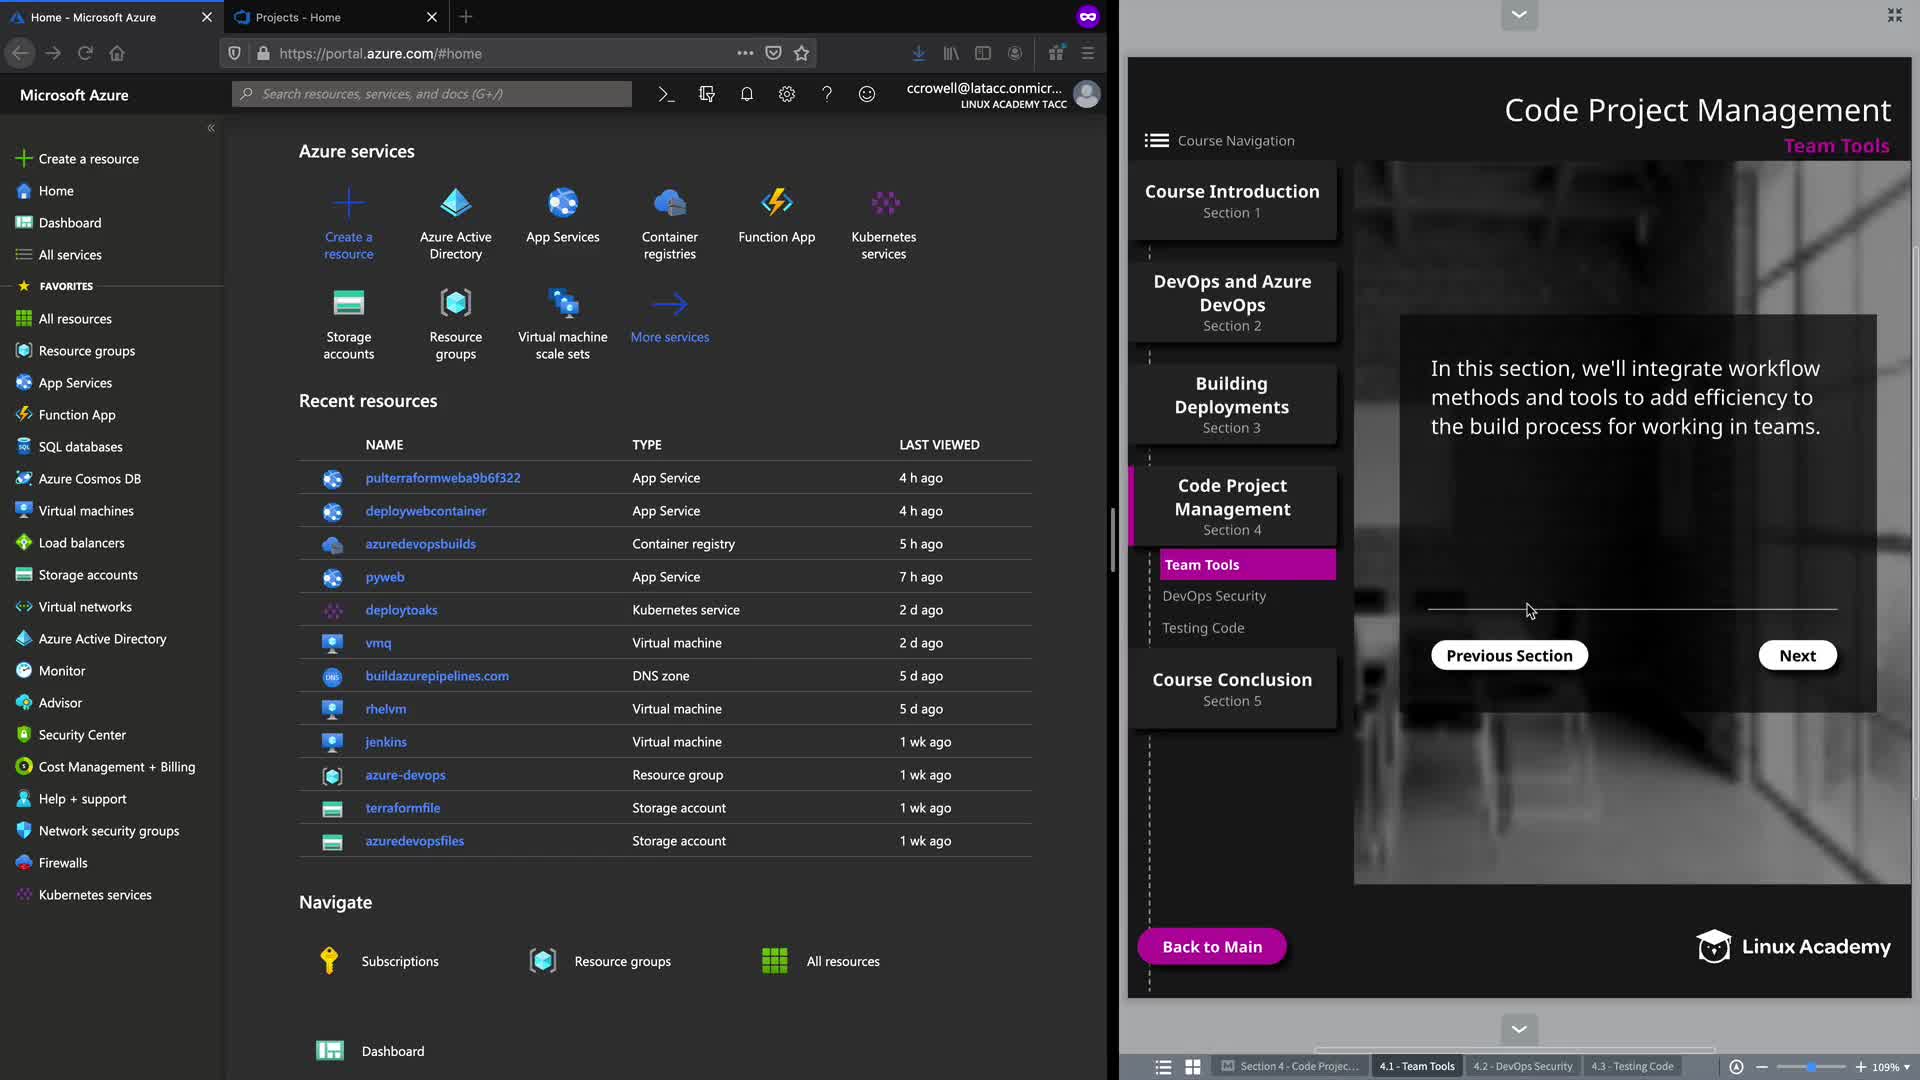 Home - Microsoft Azure
Projects - Home
https://portal.azure.com/#home
Microsoft Azure
Search resources, services, and docs (G+/)
ccrowell@latacc.onmicr...
LINUX ACADEMY TACC
Create a resource
Home
Dashboard
All services
FAVORITES
All resources
Resource groups
App Services
Function App
SQL databases
Azure Cosmos DB
Virtual machines
Load balancers
Storage accounts
Virtual networks
Azure Active Directory
Monitor
Advisor
Security Center
Cost Management + Billing
Help + support
Network security groups
Firewalls
Kubernetes services
Azure services
Create a
resource
Azure Active
Directory
App Services
Container
registries
Function App
Kubernetes
services
Storage
accounts
Resource
groups
Virtual machine
scale sets
More services
Recent resources
NAME TYPE LAST VIEWED
pulterraformweba9b6f322 App Service 4 h ago
deploywebcontainer App Service 4 h ago
azuredevopsbuilds Container registry 5 h ago
pyweb App Service 7 h ago
deploytoaks Kubernetes service 2 d ago
vmq Virtual machine 2 d ago
DNS buildazurepipelines.com DNS zone 5 d ago
rhelvm Virtual machine 5 d ago
jenkins Virtual machine 1 wk ago
azure-devops Resource group 1 wk ago
terraformfile Storage account 1 wk ago
azuredevopsfiles Storage account 1 wk ago
Navigate
Subscriptions
Resource groups
All resources
Dashboard
Code Project Management
Team Tools
Course Navigation
Course Introduction
Section 1
DevOps and Azure
DevOps
Section 2
Building
Deployments
Section 3
Code Project
Management
Section 4
Team Tools
DevOps Security
Testing Code
Course Conclusion
Section 5
In this section, we'll integrate workflow
methods and tools to add efficiency to
the build process for working in teams.
Previous Section
Next
Back to Main
Linux Academy
Section 4 - Code Projec...
4.1 - Team Tools
4.2 - DevOps Security
4.3 - Testing Code
109%